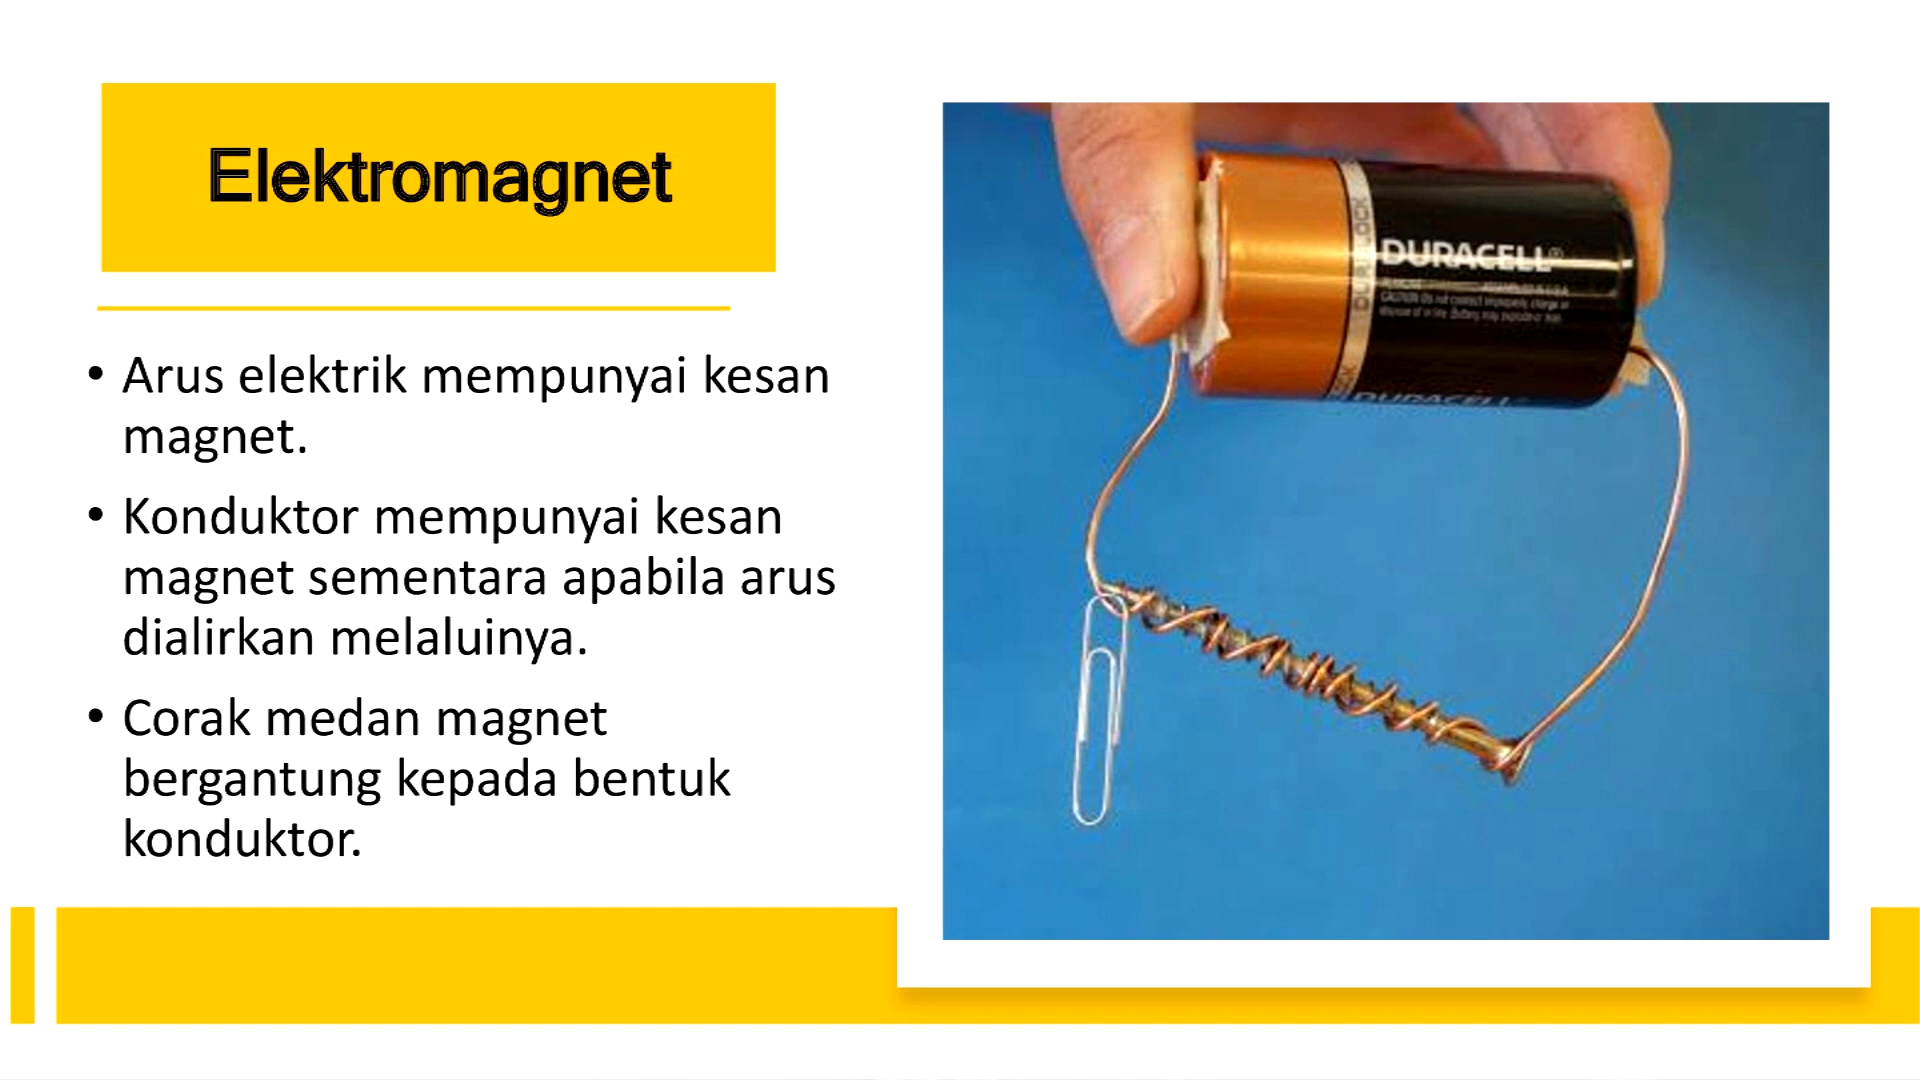 Elektromagnet
• Arus elektrik mempunyai kesan
magnet.
• Konduktor mempunyai kesan
magnet sementara apabila arus
dialirkan melaluinya.
• Corak medan magnet
bergantung kepada bentuk
konduktor.
DURALOCK
DURACELL®
DURACELL